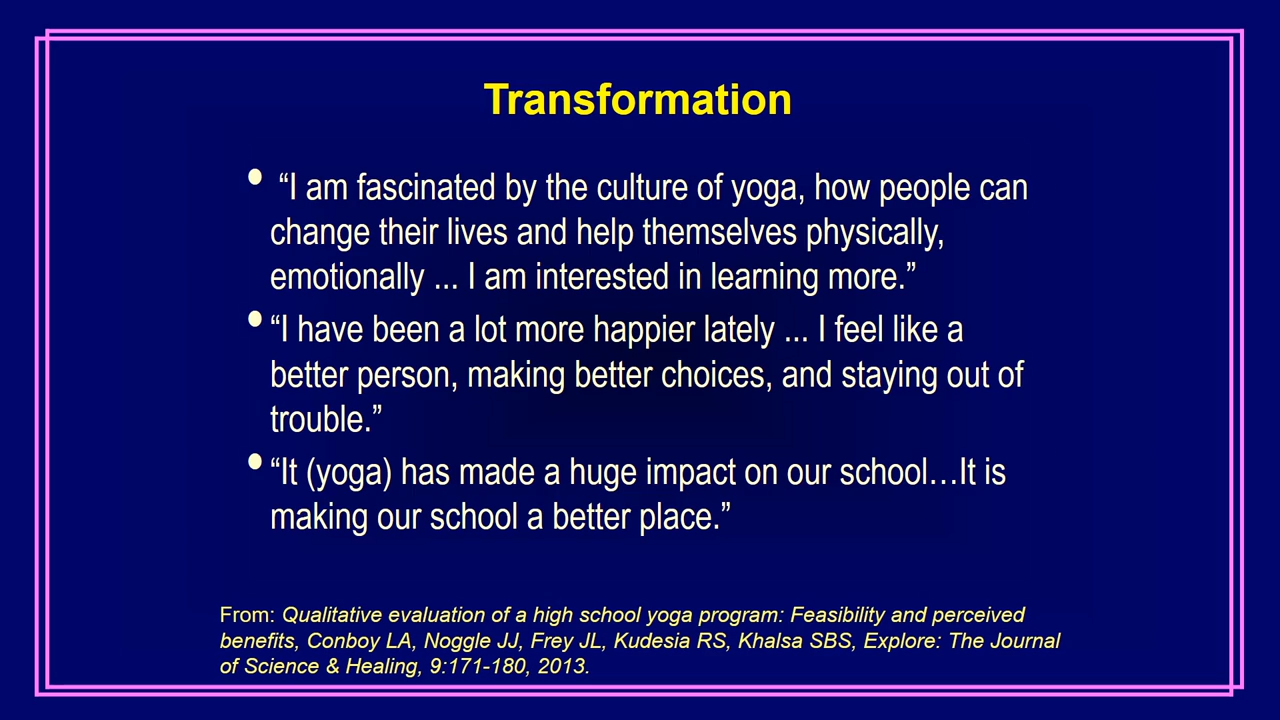 Transformation
• “I am fascinated by the culture of yoga, how people can
change their lives and help themselves physically,
emotionally ... I am interested in learning more.”
• “I have been a lot more happier lately ... I feel like a
better person, making better choices, and staying out of
trouble.”
• “It (yoga) has made a huge impact on our school…It is
making our school a better place.”
From: Qualitative evaluation of a high school yoga program: Feasibility and perceived
benefits, Conboy LA, Noggle JJ, Frey JL, Kudesia RS, Khalsa SBS, Explore: The Journal
of Science & Healing, 9:171-180, 2013.